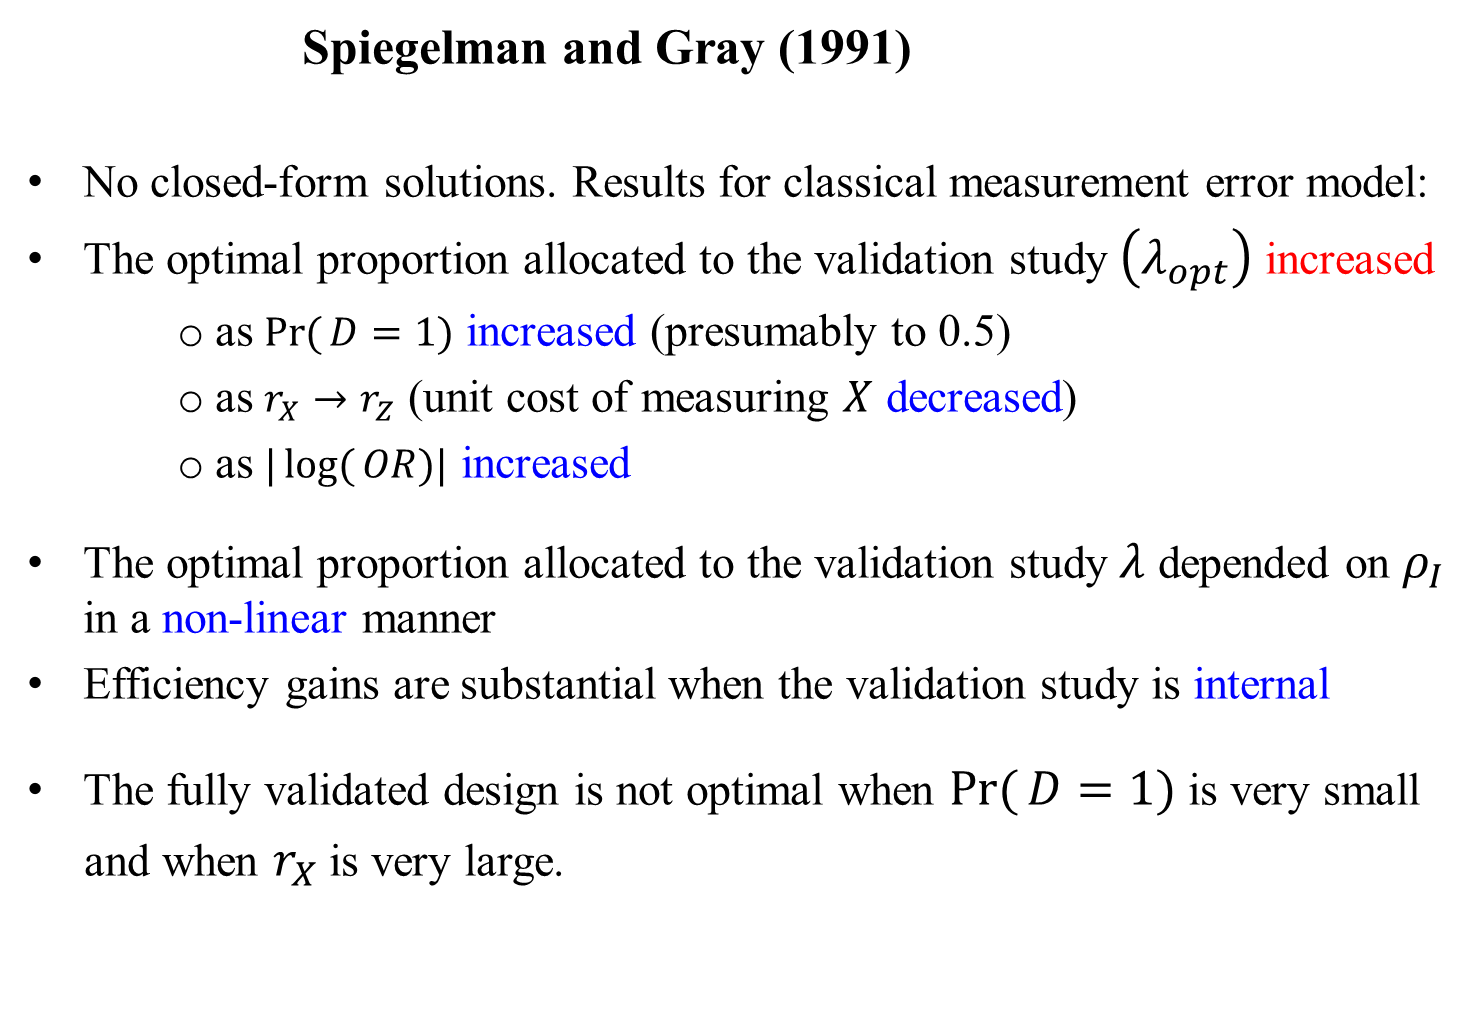 Spiegelman and Gray (1991)
• No closed-form solutions. Results for classical measurement error model:
• The optimal proportion allocated to the validation study (λ_opt) increased
○ as Pr(D = 1) increased (presumably to 0.5)
○ as r_X → r_Z (unit cost of measuring X decreased)
○ as |log(OR)| increased
• The optimal proportion allocated to the validation study λ depended on ρ_I
in a non-linear manner
• Efficiency gains are substantial when the validation study is internal
• The fully validated design is not optimal when Pr(D = 1) is very small
and when r_X is very large.